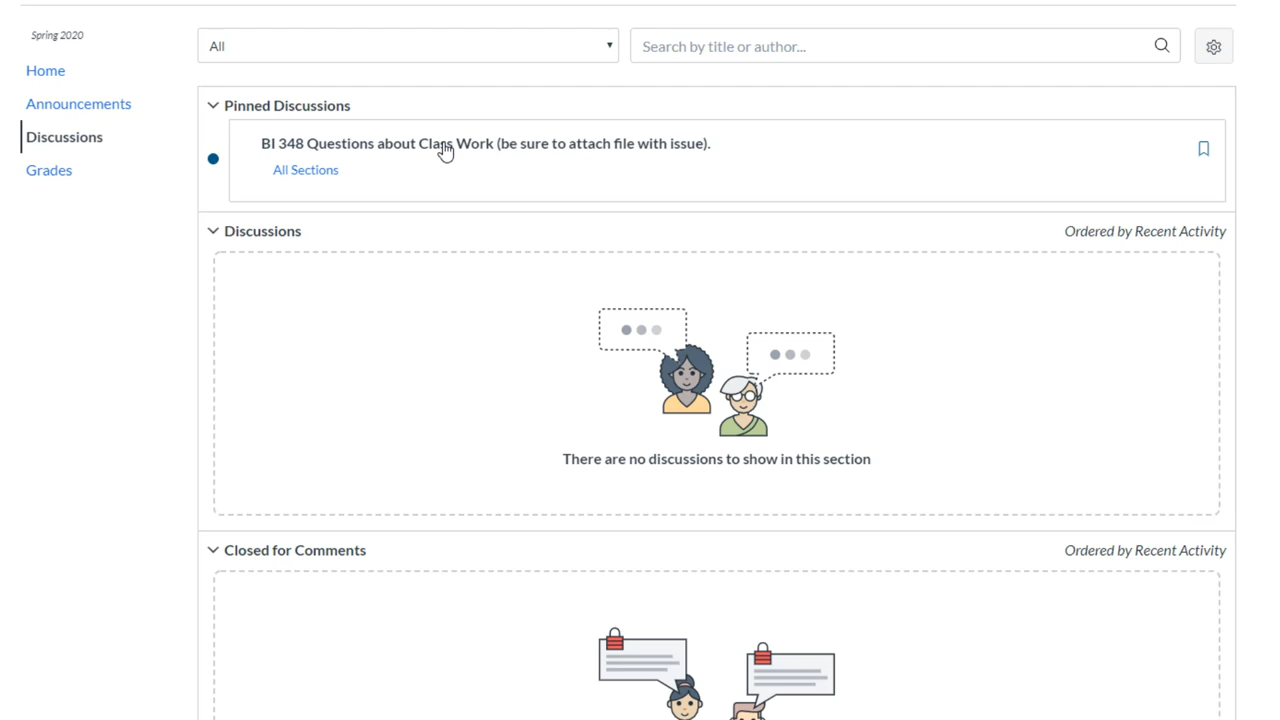 Spring 2020
Home
Announcements
Discussions
Grades
All
Search by title or author...
Pinned Discussions
BI 348 Questions about Class Work (be sure to attach file with issue).
All Sections
Discussions
Ordered by Recent Activity
There are no discussions to show in this section
Closed for Comments
Ordered by Recent Activity